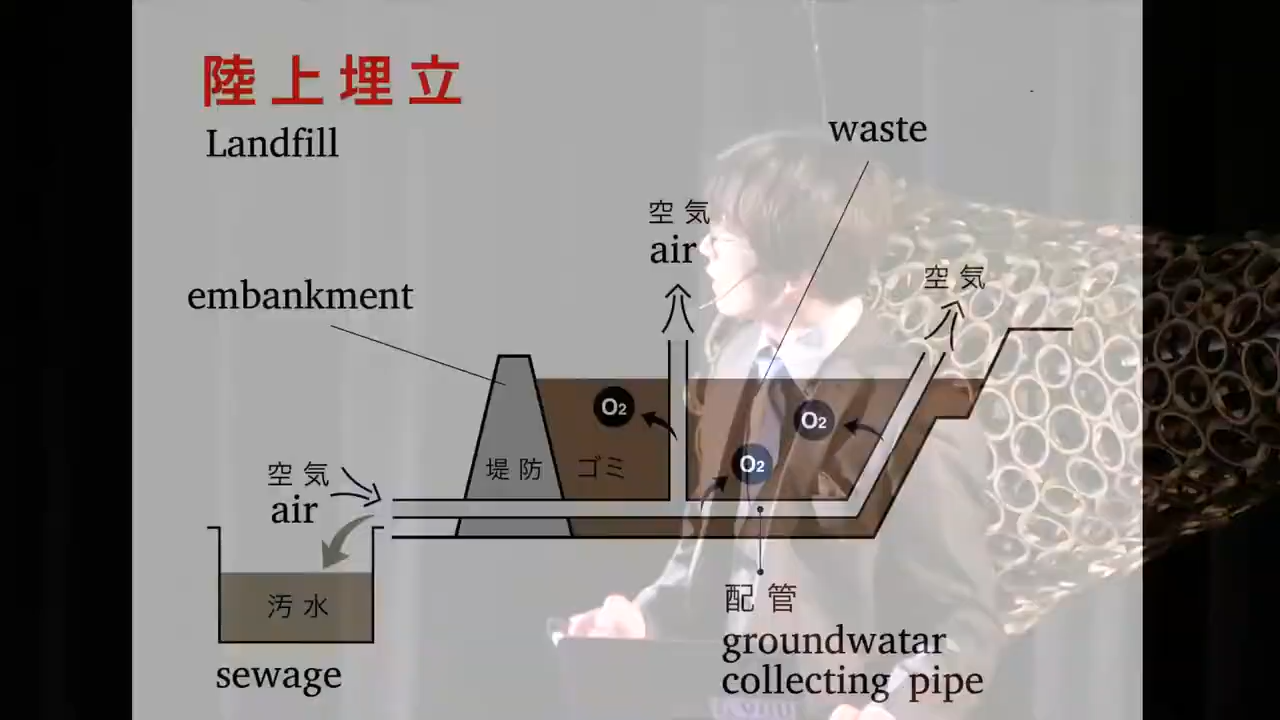 陸上埋立
Landfill
waste
空気
air
空気
embankment
O2
O2
O2
堤防
ゴミ
空気
air
汚水
sewage
配管
groundwatar
collecting pipe